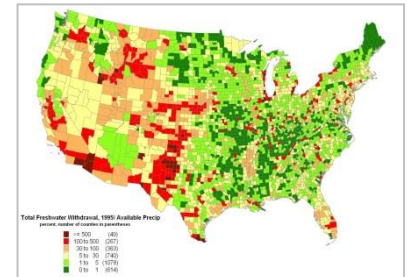 Total Freshwater Withdrawal, 1995/ Available Precip
percent, number of counties in parentheses
>= 500 (49)
100 to 500 (267)
30 to 100 (363)
5 to 30 (740)
1 to 5 (1078)
0 to 1 (614)